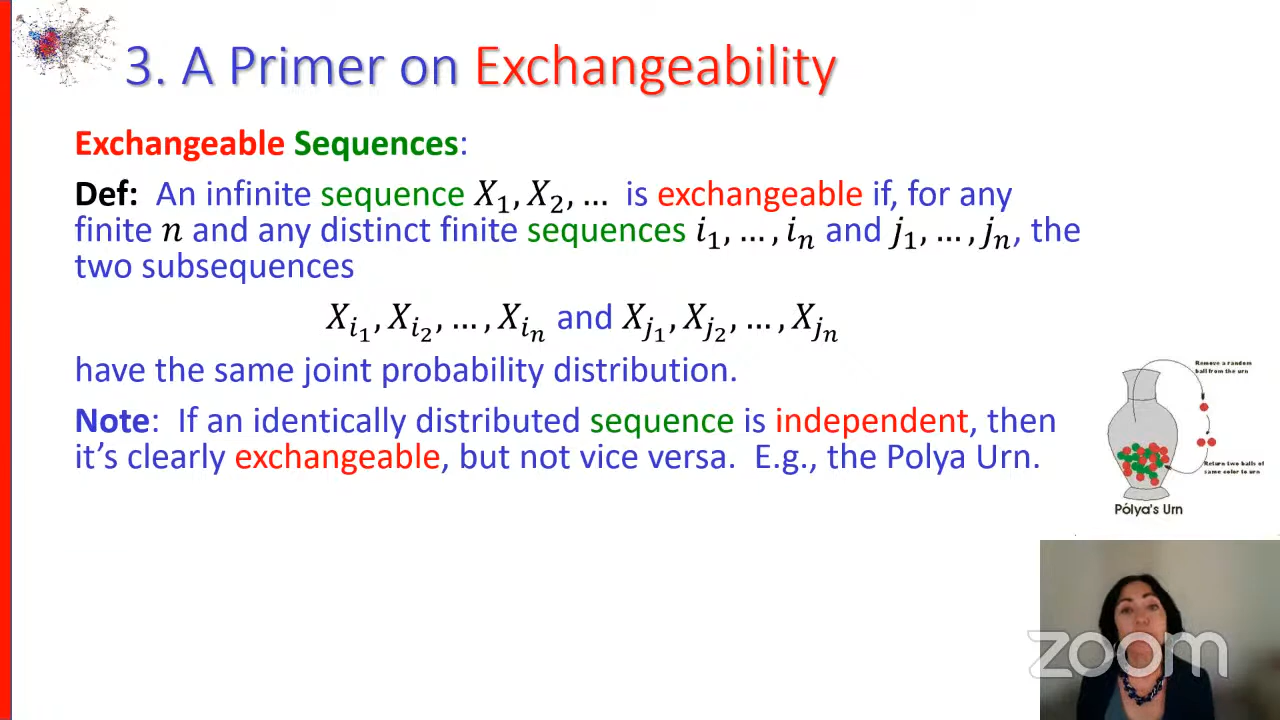 3. A Primer on Exchangeability
Exchangeable Sequences:
Def: An infinite sequence X₁, X₂, … is exchangeable if, for any
finite n and any distinct finite sequences i₁, … , iₙ and j₁, … , jₙ, the
two subsequences
X_{i₁}, X_{i₂}, … , X_{iₙ} and X_{j₁}, X_{j₂}, … , X_{jₙ}
have the same joint probability distribution.
Note: If an identically distributed sequence is independent, then
it's clearly exchangeable, but not vice versa. E.g., the Polya Urn.
Remove a random
ball from the urn
Return two balls of
same color to urn
Pólya's Urn
zoom